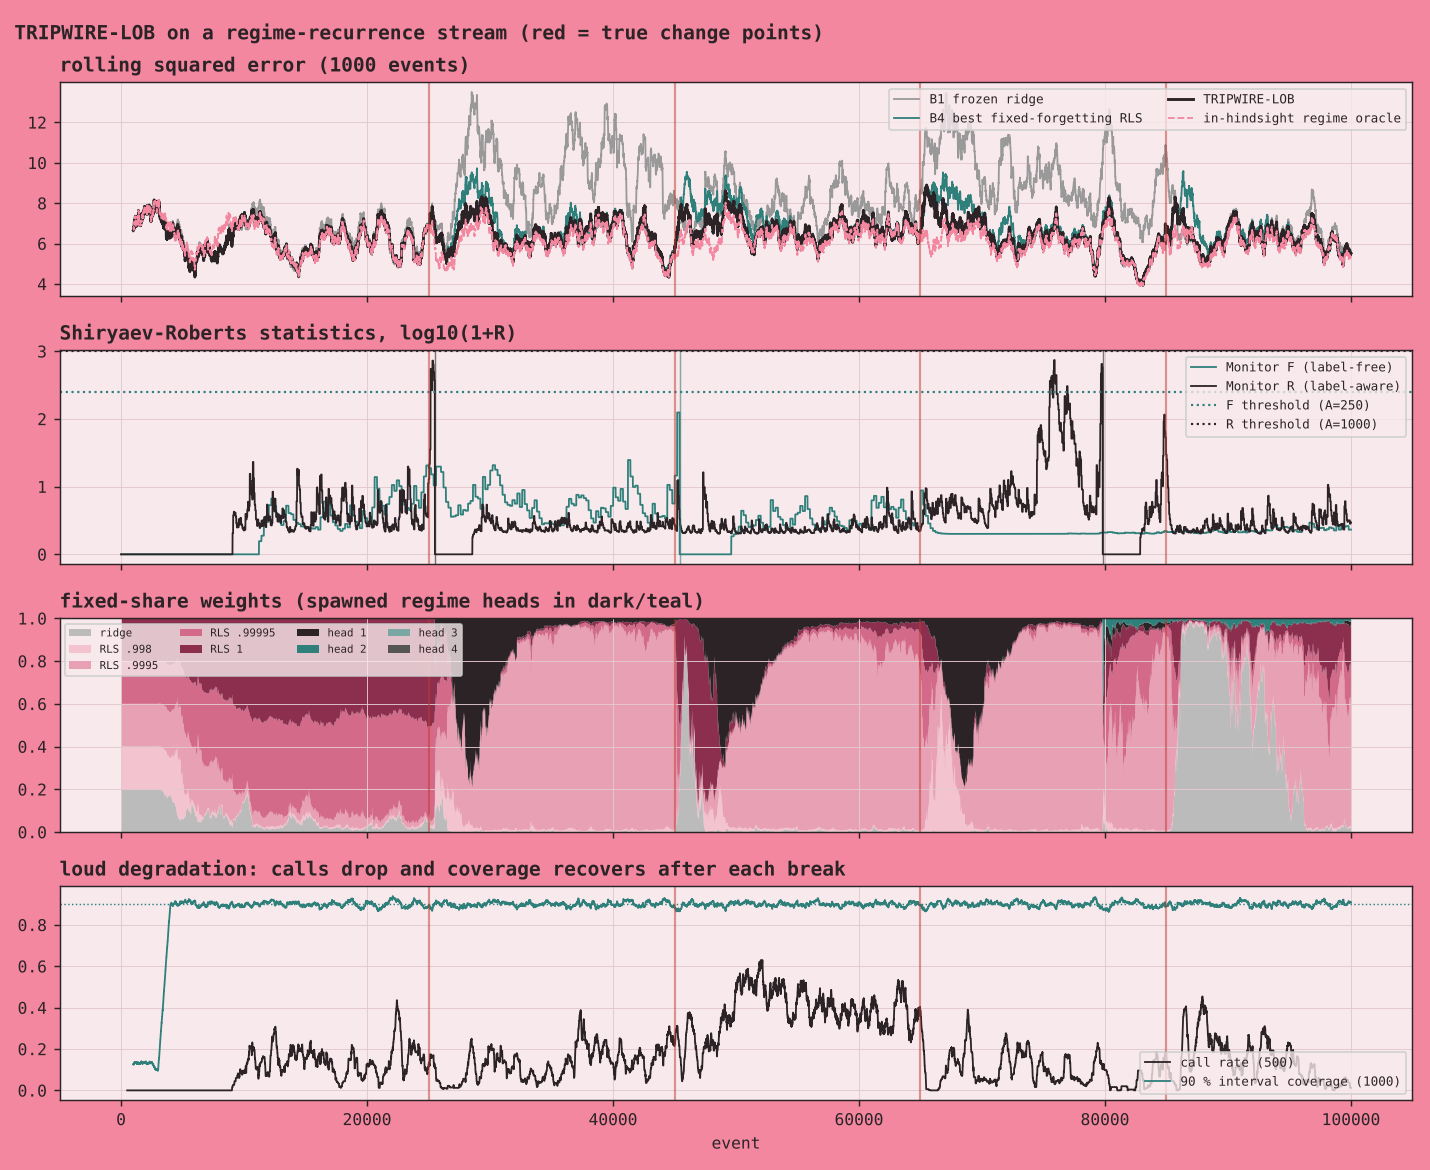 TRIPWIRE-LOB on a regime-recurrence stream (red = true change points)
rolling squared error (1000 events)
B1 frozen ridge
B4 best fixed-forgetting RLS
TRIPWIRE-LOB
in-hindsight regime oracle
12
10
8
6
4
Shiryaev-Roberts statistics, log10(1+R)
Monitor F (label-free)
Monitor R (label-aware)
F threshold (A=250)
R threshold (A=1000)
3
2
1
0
fixed-share weights (spawned regime heads in dark/teal)
ridge
RLS .998
RLS .9995
RLS .99995
RLS 1
head 1
head 2
head 3
head 4
1.0
0.8
0.6
0.4
0.2
0.0
loud degradation: calls drop and coverage recovers after each break
0.8
0.6
0.4
0.2
0.0
call rate (500)
90 % interval coverage (1000)
0 20000 40000 60000 80000 100000
event